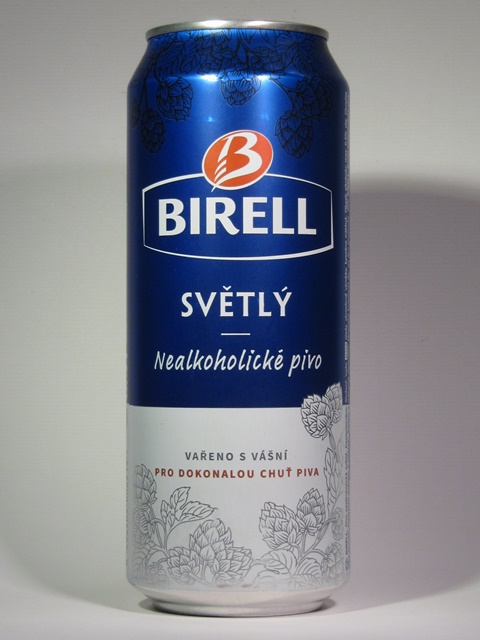 B
BIRELL
SVĚTLÝ
Nealkoholické pivo
VAŘENO S VÁŠNÍ
PRO DOKONALOU CHUŤ PIVA